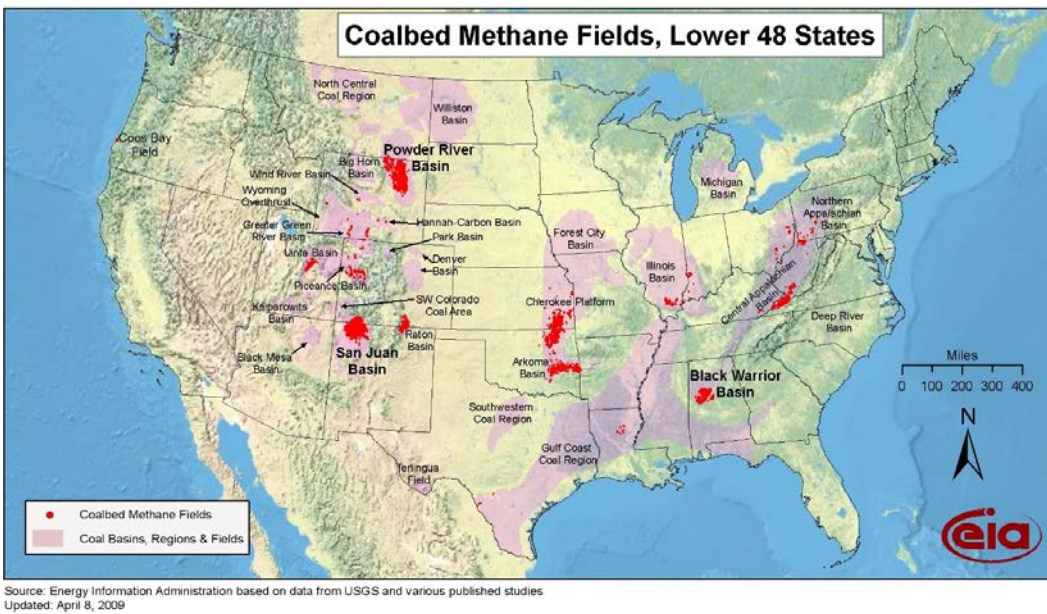 Coalbed Methane Fields, Lower 48 States
North Central
Coal Region
Williston
Basin
Coos Bay
Field
Powder River
Basin
Big Horn
Basin
Wind River Basin
Wyoming
Overthrust
Greater Green
River Basin
Hannah-Carbon Basin
Park Basin
Uinta Basin
Denver
Basin
Piceance Basin
Kaiparowits
Basin
SW Colorado
Coal Area
Black Mesa
Basin
San Juan
Basin
Raton
Basin
Forest City
Basin
Cherokee Platform
Arkoma
Basin
Illinois
Basin
Michigan
Basin
Northern
Appalachian
Basin
Central Appalachian
Basin
Deep River
Basin
Black Warrior
Basin
Southwestern
Coal Region
Gulf Coast
Coal Region
Terlingua
Field
Miles
0 100 200 300 400
N
Coalbed Methane Fields
Coal Basins, Regions & Fields
eia
Source: Energy Information Administration based on data from USGS and various published studies
Updated: April 8, 2009